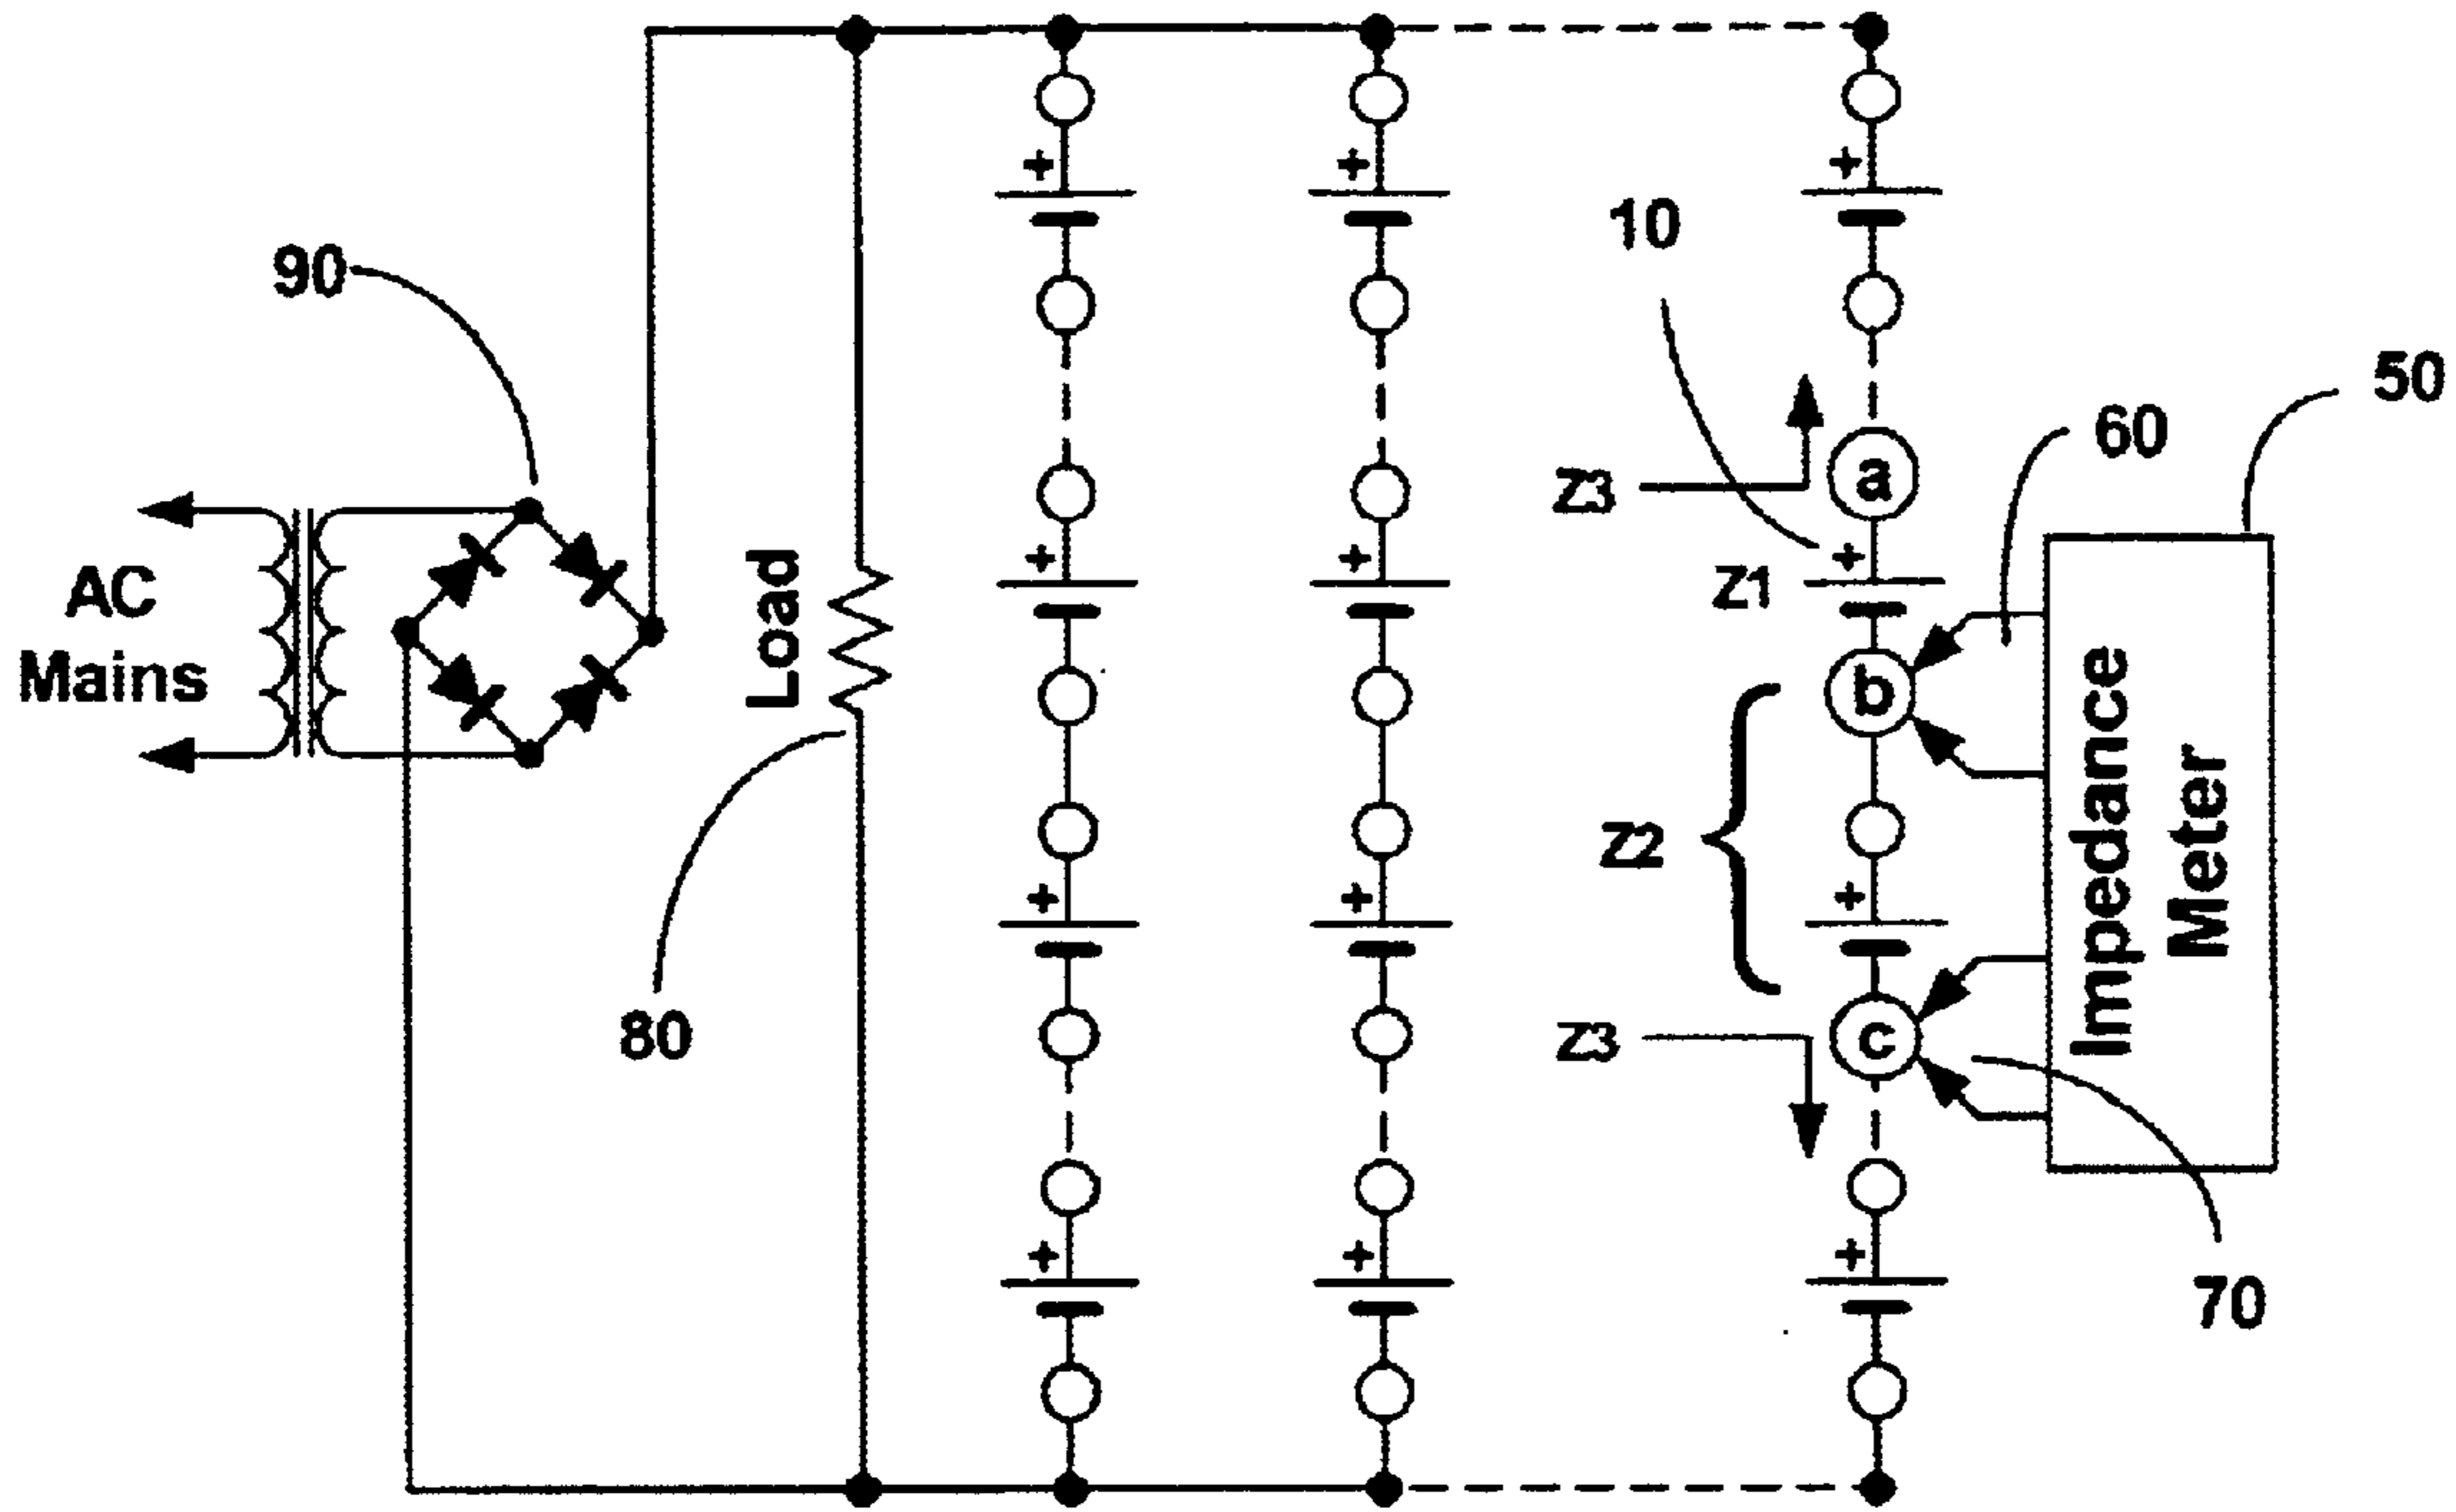 90
AC
Mains
Load
80
+
+
+
+
+
+
+
+
+
+
+
+
10
50
60
Z3
a
Z1
b
Z2
Z3
c
Impedance
Meter
70